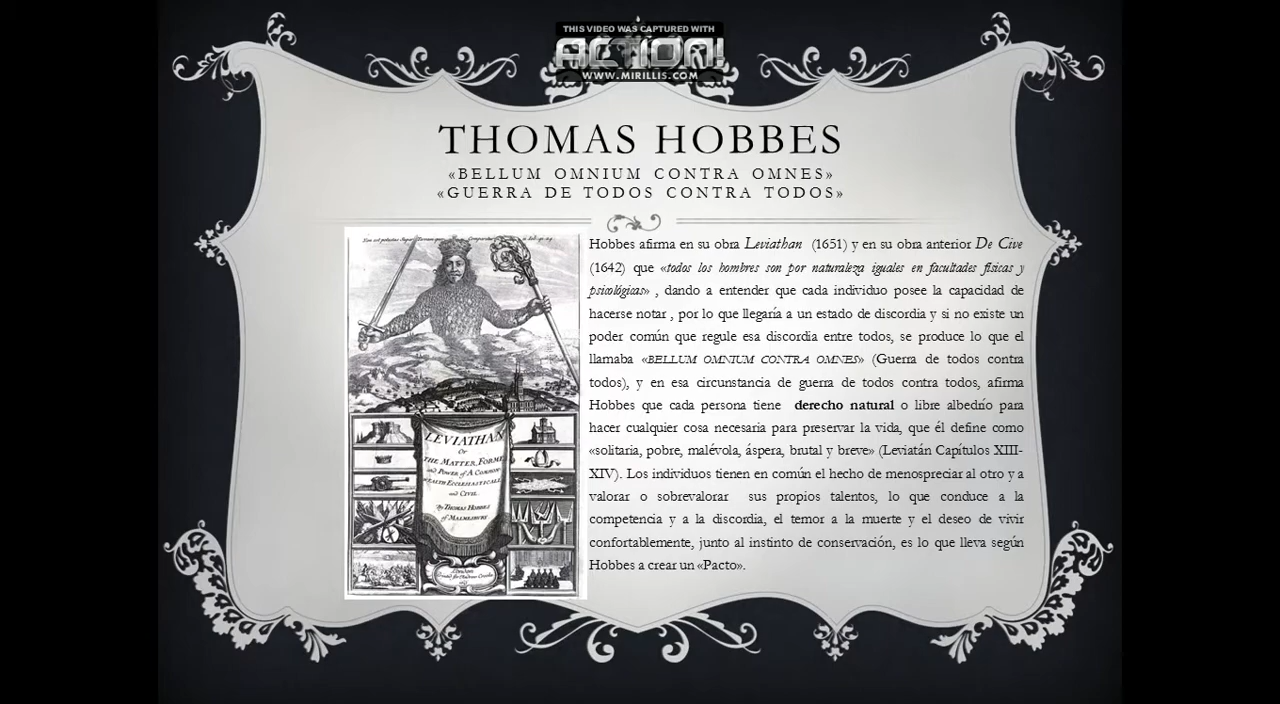 THIS VIDEO WAS CAPTURED WITH
ACTION!
WWW.MIRILLIS.COM
THOMAS HOBBES
«BELLUM OMNIUM CONTRA OMNES»
«GUERRA DE TODOS CONTRA TODOS»
Hobbes afirma en su obra Leviathan (1651) y en su obra anterior De Cive
(1642) que «todos los hombres son por naturaleza iguales en facultades físicas y
psicológicas» , dando a entender que cada individuo posee la capacidad de
hacerse notar , por lo que llegaría a un estado de discordia y si no existe un
poder común que regule esa discordia entre todos, se produce lo que el
llamaba «BELLUM OMNIUM CONTRA OMNES» (Guerra de todos contra
todos), y en esa circunstancia de guerra de todos contra todos, afirma
Hobbes que cada persona tiene derecho natural o libre albedrío para
hacer cualquier cosa necesaria para preservar la vida, que él define como
«solitaria, pobre, malévola, áspera, brutal y breve» (Leviatán Capítulos XIII-
XIV). Los individuos tienen en común el hecho de menospreciar al otro y a
valorar o sobrevalorar sus propios talentos, lo que conduce a la
competencia y a la discordia, el temor a la muerte y el deseo de vivir
confortablemente, junto al instinto de conservación, es lo que lleva según
Hobbes a crear un «Pacto».
LEVIATHAN
Or
THE MATTER, FORME
and Power of A COMMON-
WEALTH ECCLESIASTICALL
and CIVIL
By THOMAS HOBBES
of MALMESBURY
London